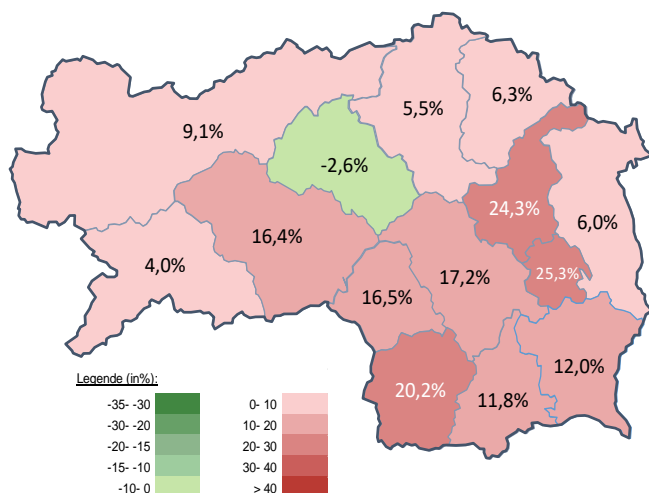 6,3%
5,5%
9,1%
-2,6%
24,3%
6,0%
16,4%
4,0%
17,2%
25,3%
16,5%
12,0%
20,2%
11,8%
Legende (in%):
-35- -30 0- 10
-30- -20 10- 20
-20- -15 20- 30
-15- -10 30- 40
-10- 0 > 40